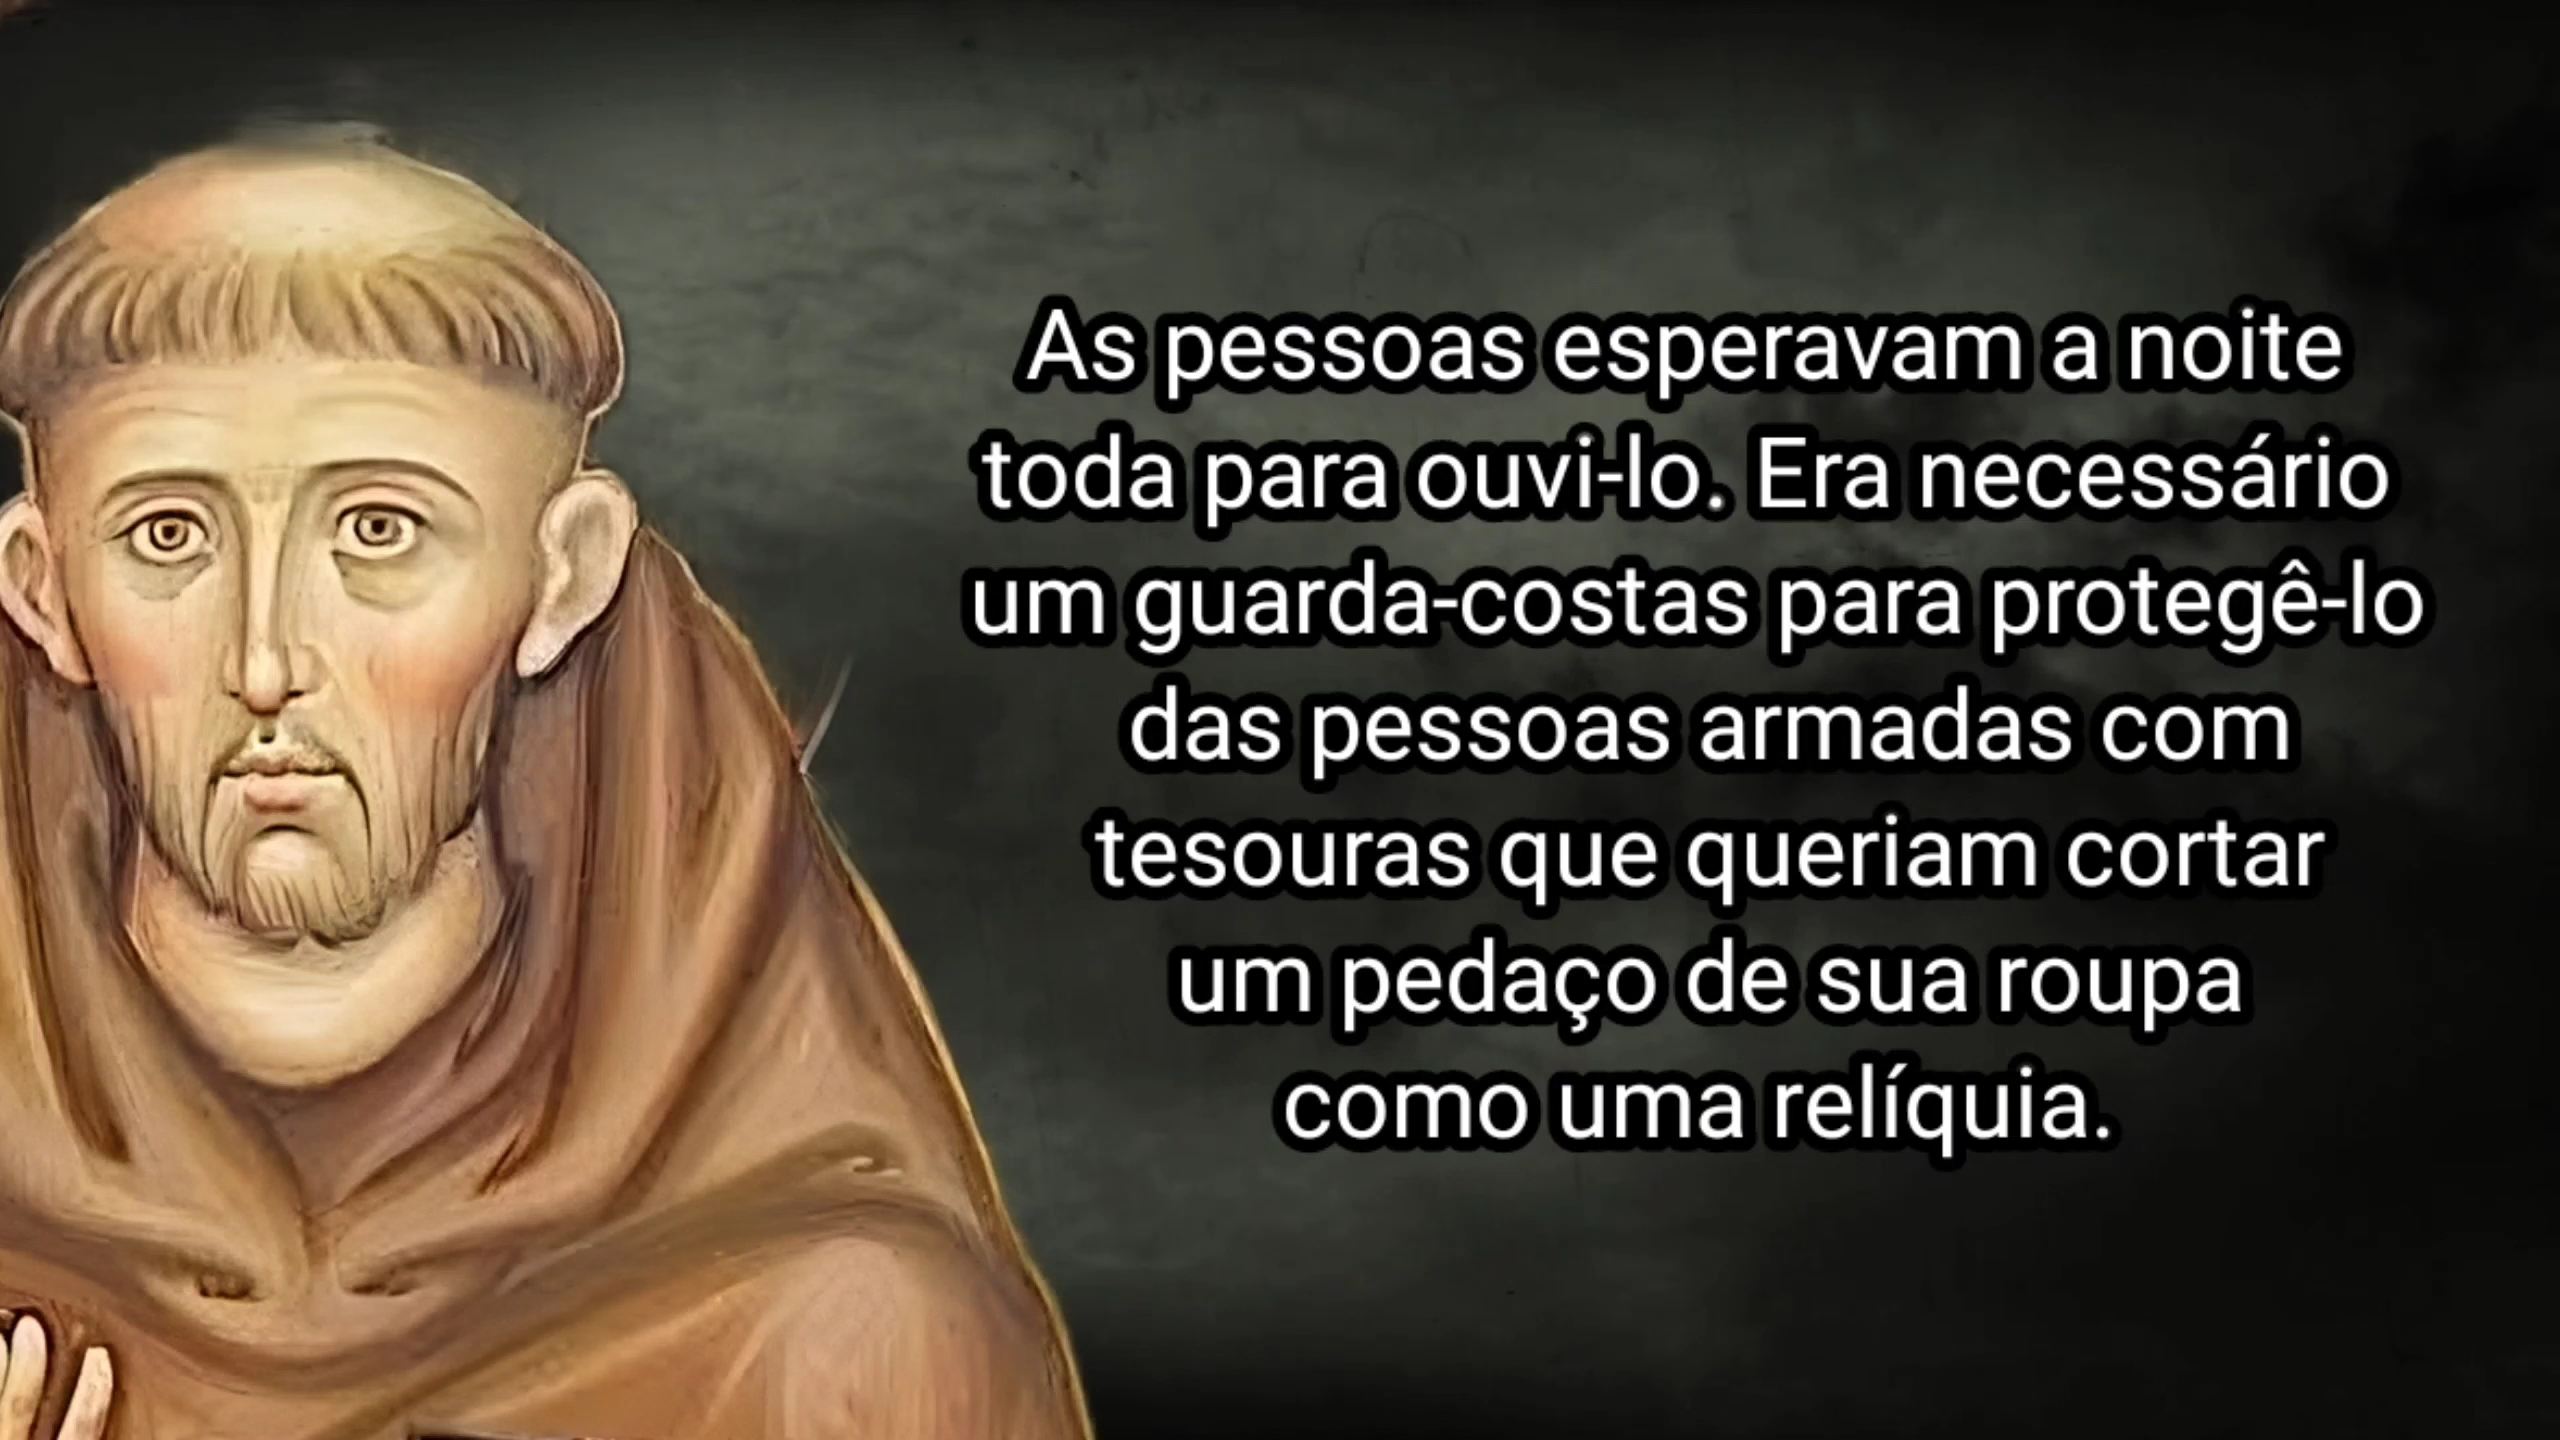 As pessoas esperavam a noite
toda para ouvi-lo. Era necessário
um guarda-costas para protegê-lo
das pessoas armadas com
tesouras que queriam cortar
um pedaço de sua roupa
como uma relíquia.